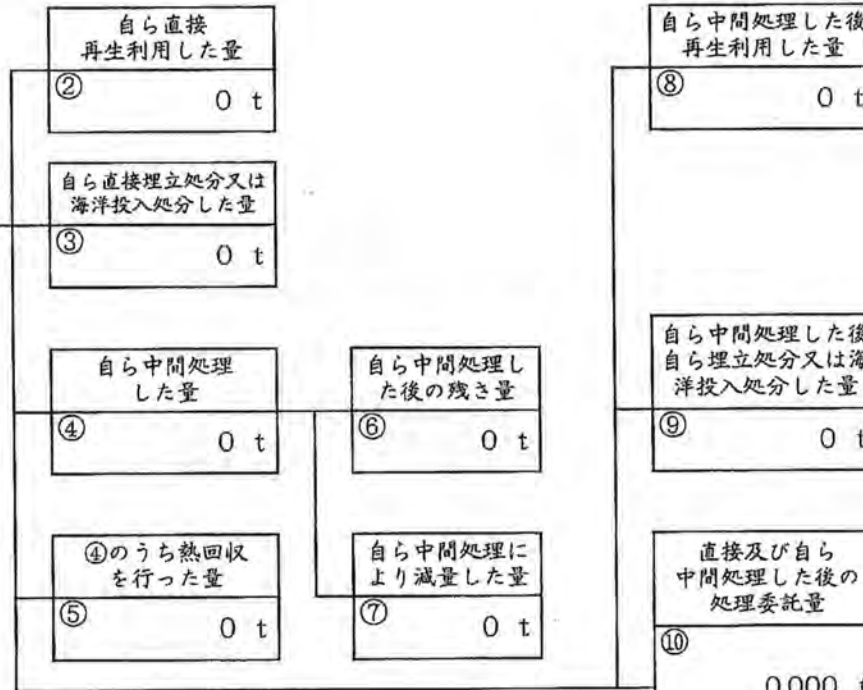 自ら直接
再生利用した量
②
0 t
自ら直接埋立処分又は
海洋投入処分した量
③
0 t
自ら中間処理
した量
④
0 t
④のうち熱回収
を行った量
⑤
0 t
自ら中間処理し
た後の残さ量
⑥
0 t
自ら中間処理に
より減量した量
⑦
0 t
自ら中間処理した後
再生利用した量
⑧
0 t
自ら中間処理した後
自ら埋立処分又は海
洋投入処分した量
⑨
0 t
直接及び自ら
中間処理した後の
処理委託量
⑩
0.000 t